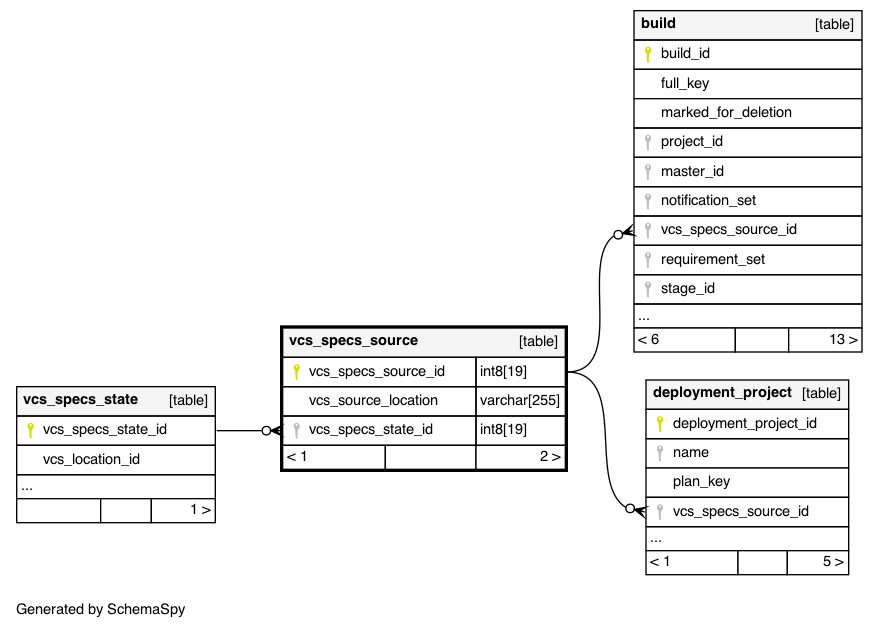 build [table]
build_id
full_key
marked_for_deletion
project_id
master_id
notification_set
vcs_specs_source_id
requirement_set
stage_id
...
< 6 13 >
vcs_specs_source [table]
vcs_specs_source_id int8[19]
vcs_source_location varchar[255]
vcs_specs_state_id int8[19]
< 1 2 >
vcs_specs_state [table]
vcs_specs_state_id
vcs_location_id
...
1 >
deployment_project [table]
deployment_project_id
name
plan_key
vcs_specs_source_id
...
< 1 5 >
Generated by SchemaSpy